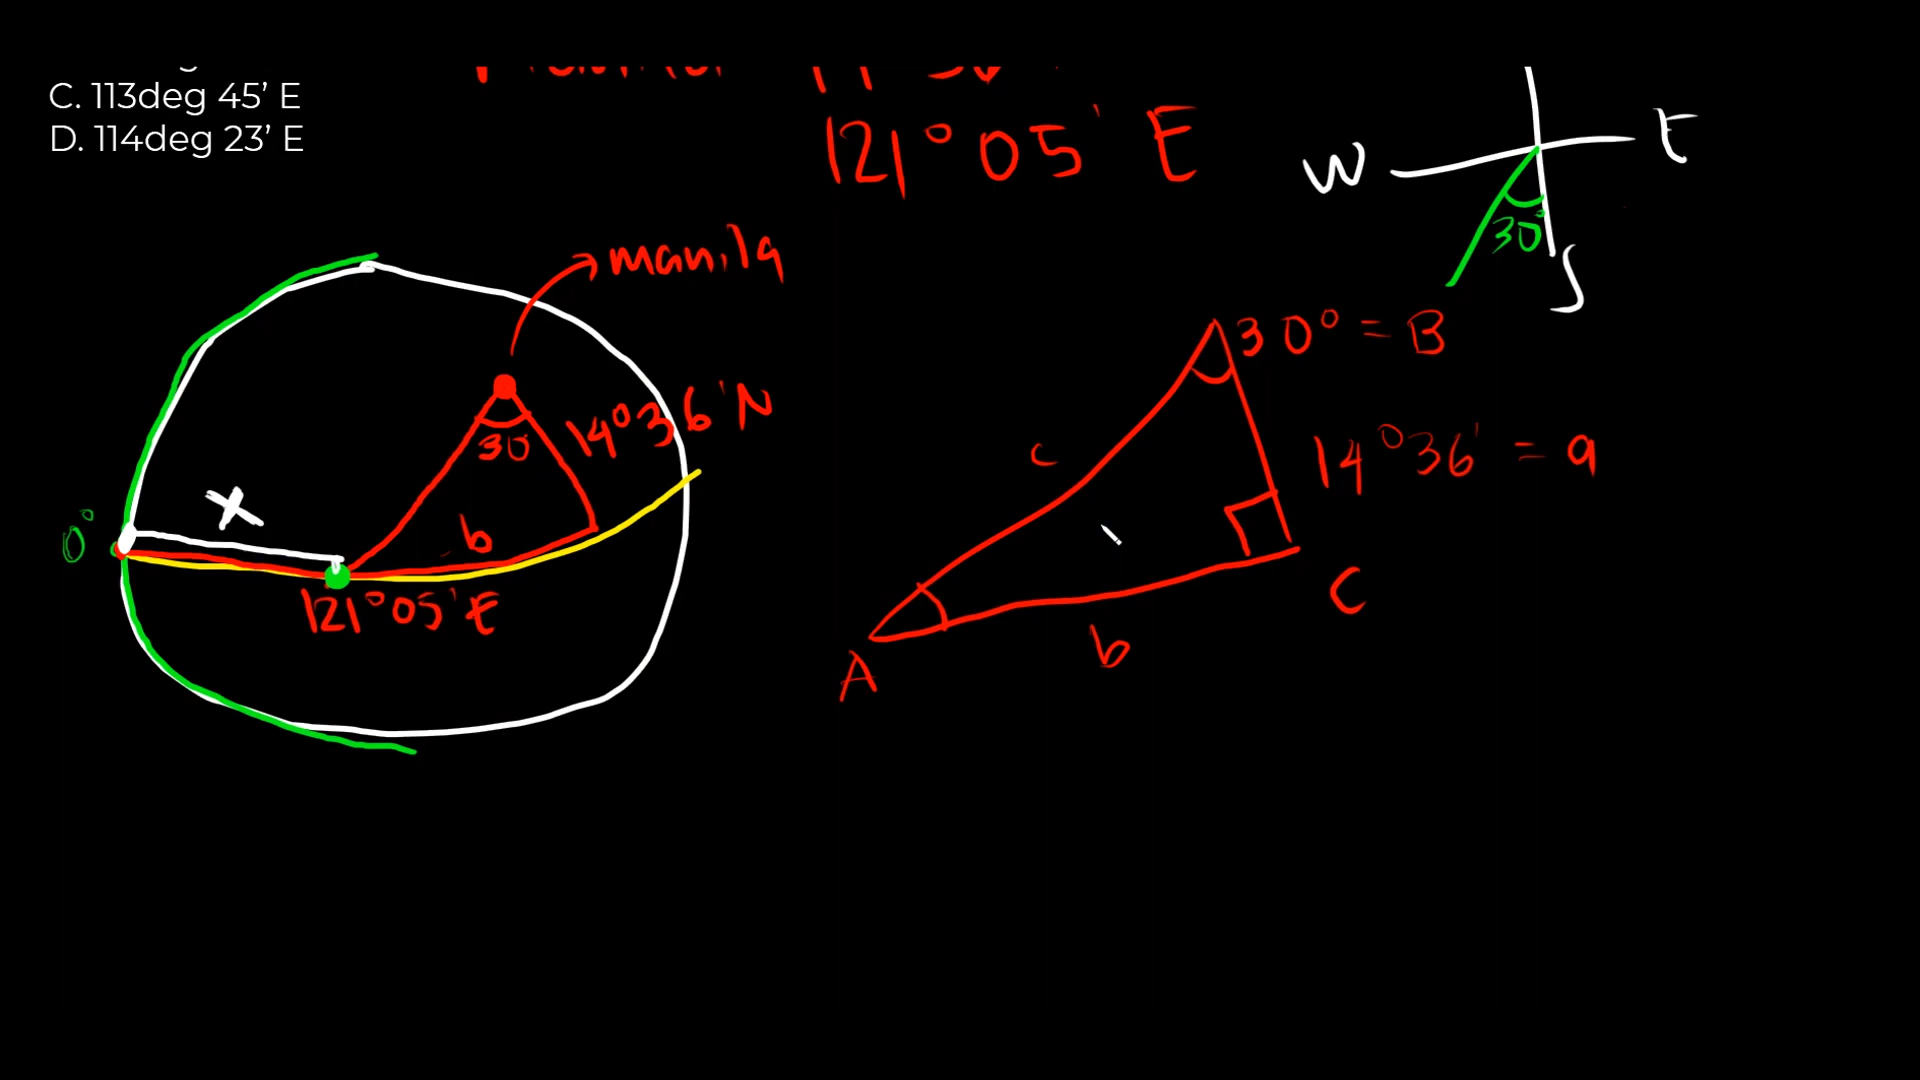 C. 113deg 45’ E
D. 114deg 23’ E
121°05' E
W
E
30°
S
manila
30° = B
14°36'N
30
14°36' = a
c
x
0°
b
121°05'E
C
b
A